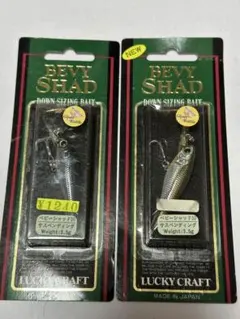 BEVY
SHAD
DOWN SIZING BAIT
¥1240
ベビーシャッド50
サスペンディング
Weight:3.5g
LUCKY CRAFT
NEW
BEVY
SHAD
DOWN SIZING BAIT
ベビーシャッド50
サスペンディング
Weight:3.5g
LUCKY CRAFT
MADE IN JAPAN